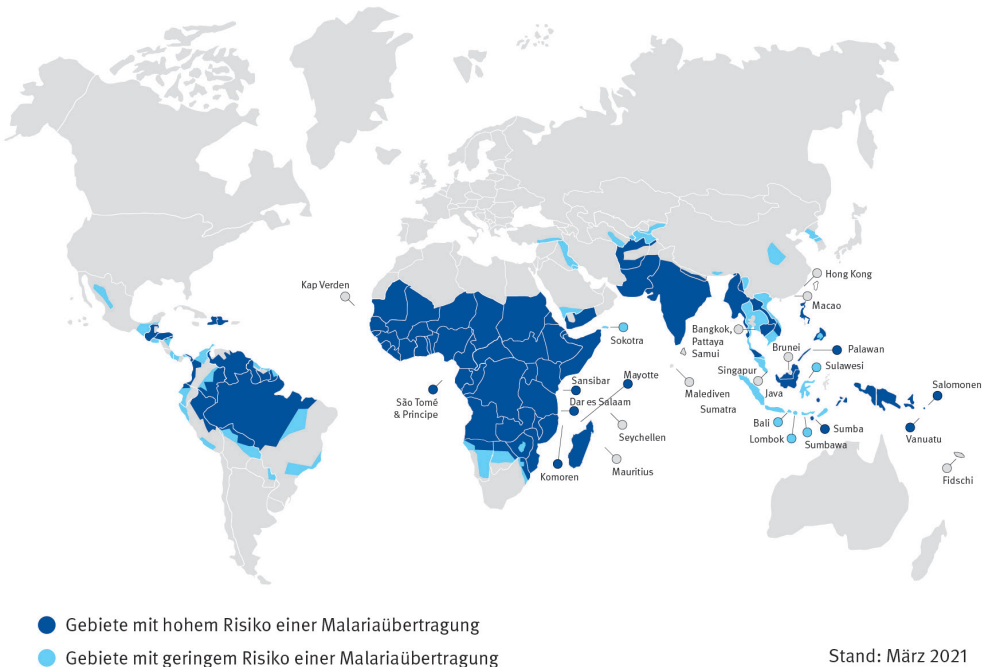 Kap Verden
São Tomé
& Principe
Sokotra
Sansibar
Dar es Salaam
Mayotte
Komoren
Seychellen
Mauritius
Malediven
Bangkok,
Pattaya
Samui
Hong Kong
Macao
Brunei
Palawan
Singapur
Sulawesi
Java
Sumatra
Salomonen
Bali
Sumba
Lombok
Sumbawa
Vanuatu
Fidschi
Gebiete mit hohem Risiko einer Malariaübertragung
Gebiete mit geringem Risiko einer Malariaübertragung
Stand: März 2021